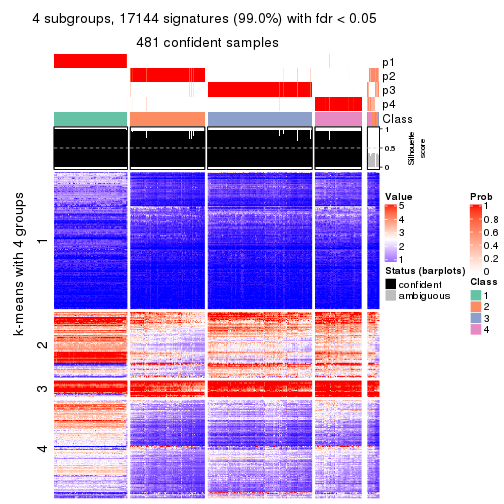 4 subgroups, 17144 signatures (99.0%) with fdr < 0.05
481 confident samples
p1
p2
p3
p4
Class
1
0.5
0
Silhouette
score
k-means with 4 groups
1
2
3
4
Value
5
4
3
2
1
Status (barplots)
confident
ambiguous
Prob
1
0.8
0.6
0.4
0.2
0
Class
1
2
3
4